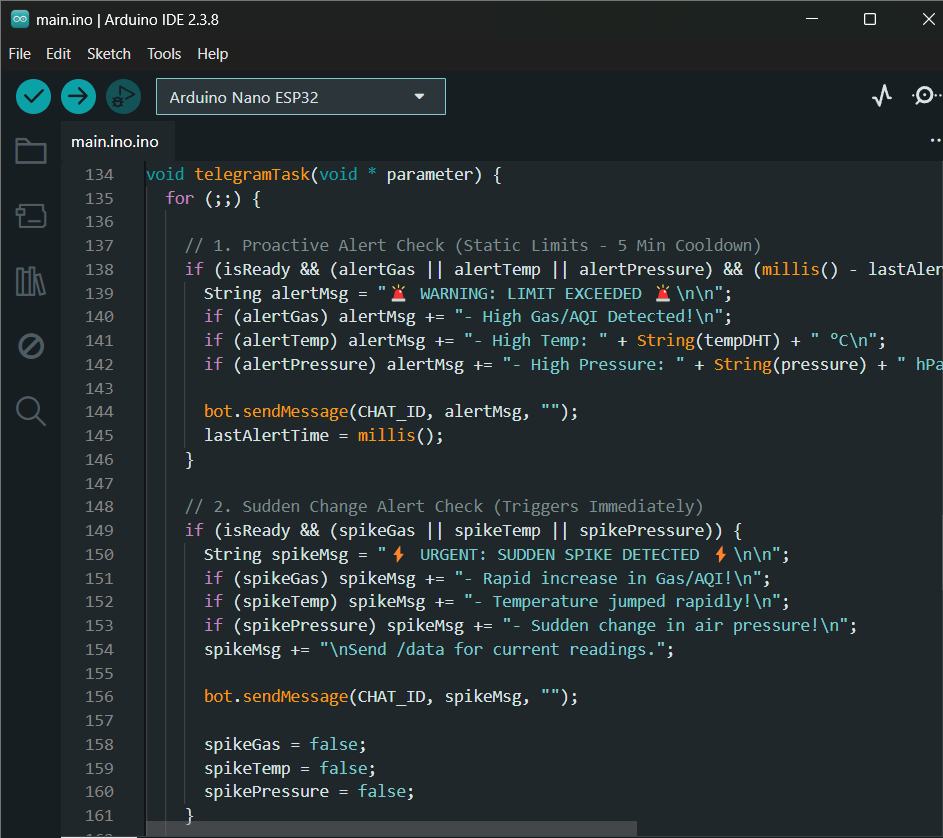 main.ino | Arduino IDE 2.3.8
File Edit Sketch Tools Help
Arduino Nano ESP32
main.ino.ino
134 void telegramTask(void * parameter) {
135 for (;;) {
136
137 // 1. Proactive Alert Check (Static Limits - 5 Min Cooldown)
138 if (isReady && (alertGas || alertTemp || alertPressure) && (millis() - lastAler
139 String alertMsg = "🚨 WARNING: LIMIT EXCEEDED 🚨\n\n";
140 if (alertGas) alertMsg += "- High Gas/AQI Detected!\n";
141 if (alertTemp) alertMsg += "- High Temp: " + String(tempDHT) + " °C\n";
142 if (alertPressure) alertMsg += "- High Pressure: " + String(pressure) + " hPa
143
144 bot.sendMessage(CHAT_ID, alertMsg, "");
145 lastAlertTime = millis();
146 }
147
148 // 2. Sudden Change Alert Check (Triggers Immediately)
149 if (isReady && (spikeGas || spikeTemp || spikePressure)) {
150 String spikeMsg = "⚡ URGENT: SUDDEN SPIKE DETECTED ⚡\n\n";
151 if (spikeGas) spikeMsg += "- Rapid increase in Gas/AQI!\n";
152 if (spikeTemp) spikeMsg += "- Temperature jumped rapidly!\n";
153 if (spikePressure) spikeMsg += "- Sudden change in air pressure!\n";
154 spikeMsg += "\nSend /data for current readings.";
155
156 bot.sendMessage(CHAT_ID, spikeMsg, "");
157
158 spikeGas = false;
159 spikeTemp = false;
160 spikePressure = false;
161 }